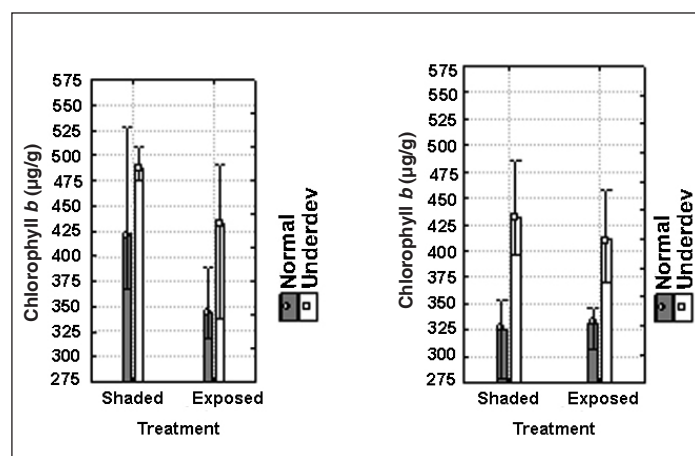 575
550
525
500
475
450
425
400
375
350
325
300
275
Chlorophyll b (µg/g)
Shaded Exposed
Treatment
Normal
Underdev
575
550
525
500
475
450
425
400
375
350
325
300
275
Chlorophyll b (µg/g)
Shaded Exposed
Treatment
Normal
Underdev